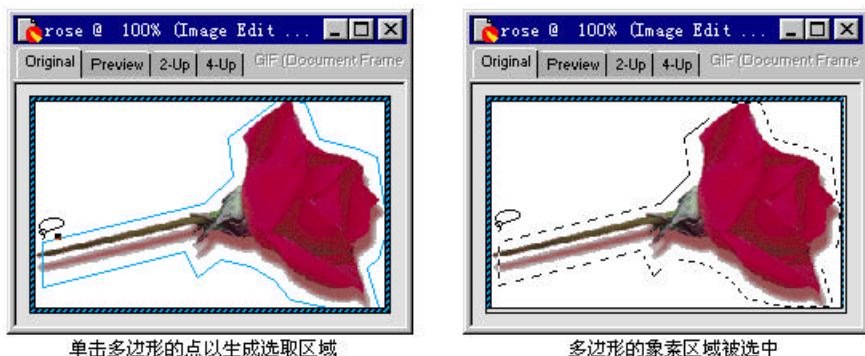 rose @ 100% (Image Edit ...
Original Preview 2-Up 4-Up GIF (Document Frame
单击多边形的点以生成选取区域
rose @ 100% (Image Edit ...
Original Preview 2-Up 4-Up GIF (Document Frame
多边形的象素区域被选中